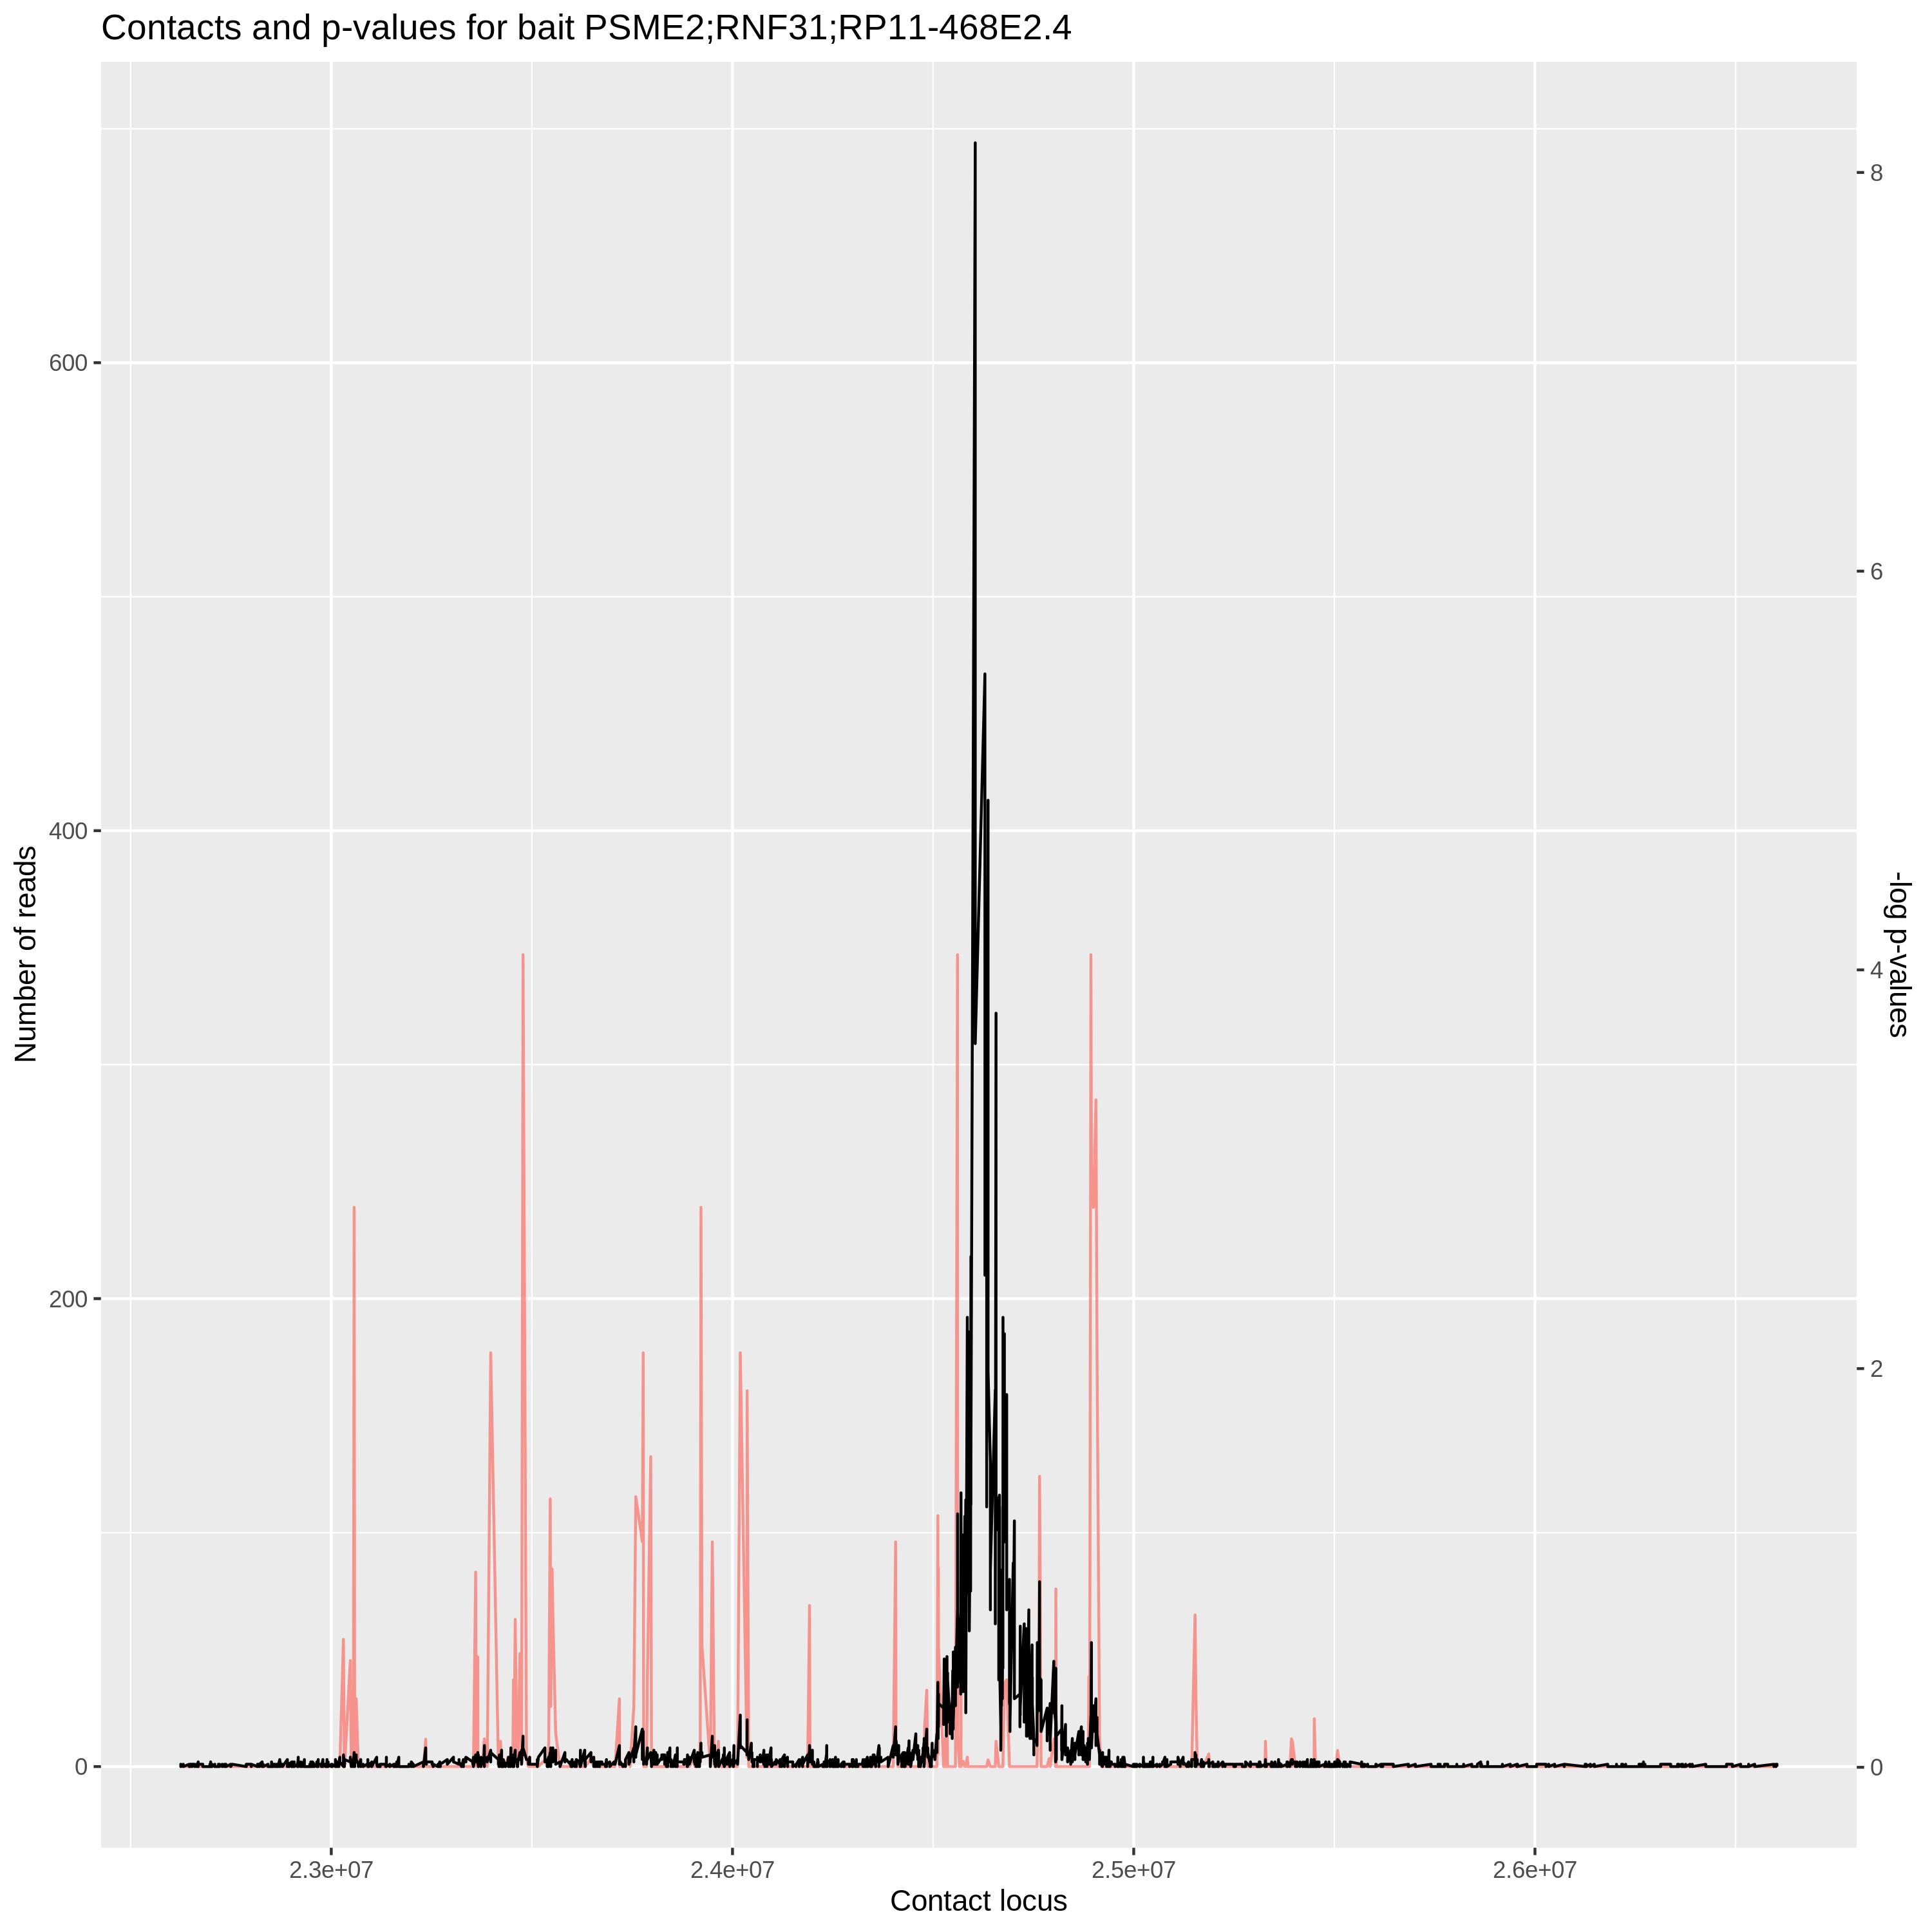 Contacts and p-values for bait PSME2;RNF31;RP11-468E2.4
8
600
6
400
Number of reads
4
-log p-values
200
2
0
0
2.3e+07
2.4e+07
2.5e+07
2.6e+07
Contact locus